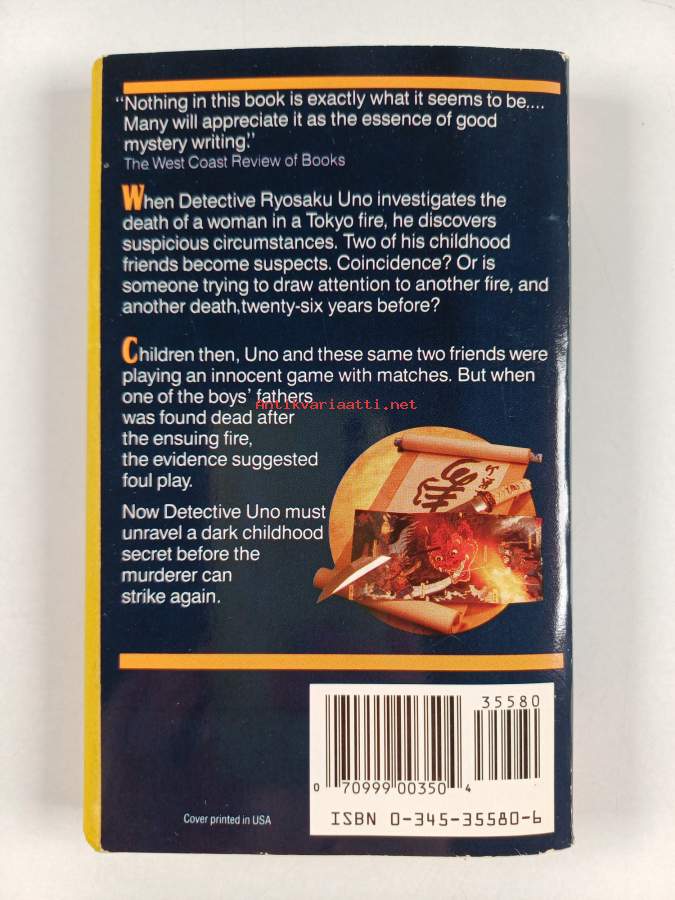 "Nothing in this book is exactly what it seems to be....
Many will appreciate it as the essence of good
mystery writing."
The West Coast Review of Books
When Detective Ryosaku Uno investigates the
death of a woman in a Tokyo fire, he discovers
suspicious circumstances. Two of his childhood
friends become suspects. Coincidence? Or is
someone trying to draw attention to another fire, and
another death, twenty-six years before?
Children then, Uno and these same two friends were
playing an innocent game with matches. But when
one of the boys' fathers
Antikvariaatti.net
was found dead after
the ensuing fire,
the evidence suggested
foul play.
Now Detective Uno must
unravel a dark childhood
secret before the
murderer can
strike again.
35580
0 70999 00350 4
ISBN 0-345-35580-6
Cover printed in USA